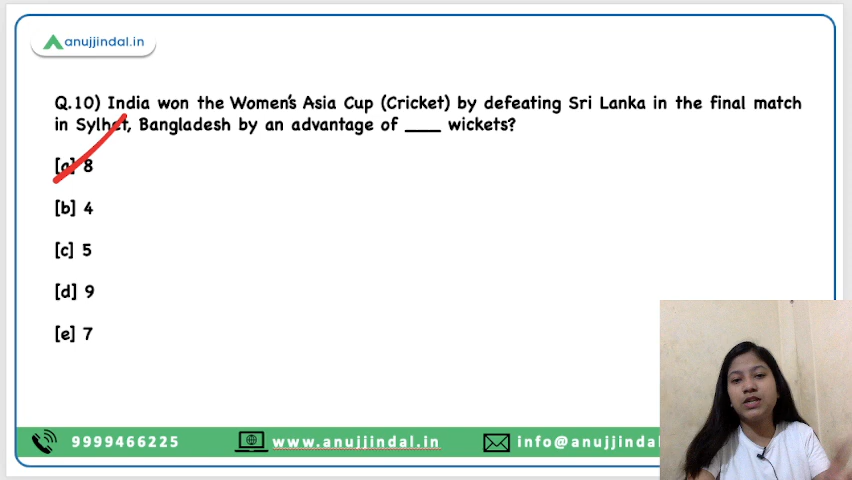 anujjindal.in
Q.10) India won the Women's Asia Cup (Cricket) by defeating Sri Lanka in the final match
in Sylhet, Bangladesh by an advantage of ____ wickets?
[a] 8
[b] 4
[c] 5
[d] 9
[e] 7
9999466225 www.anujjindal.in info@anujjindal